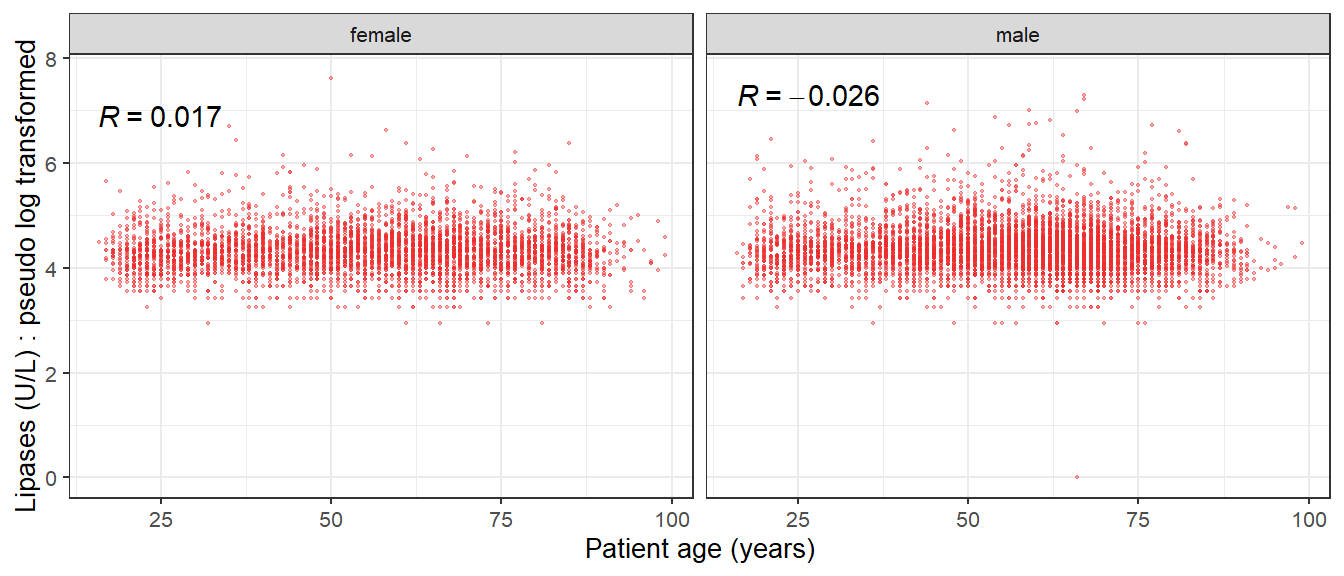 female
male
Lipases (U/L) : pseudo log transformed
8
6
4
2
0
R = 0.017
R = −0.026
25
50
75
100
25
50
75
100
Patient age (years)